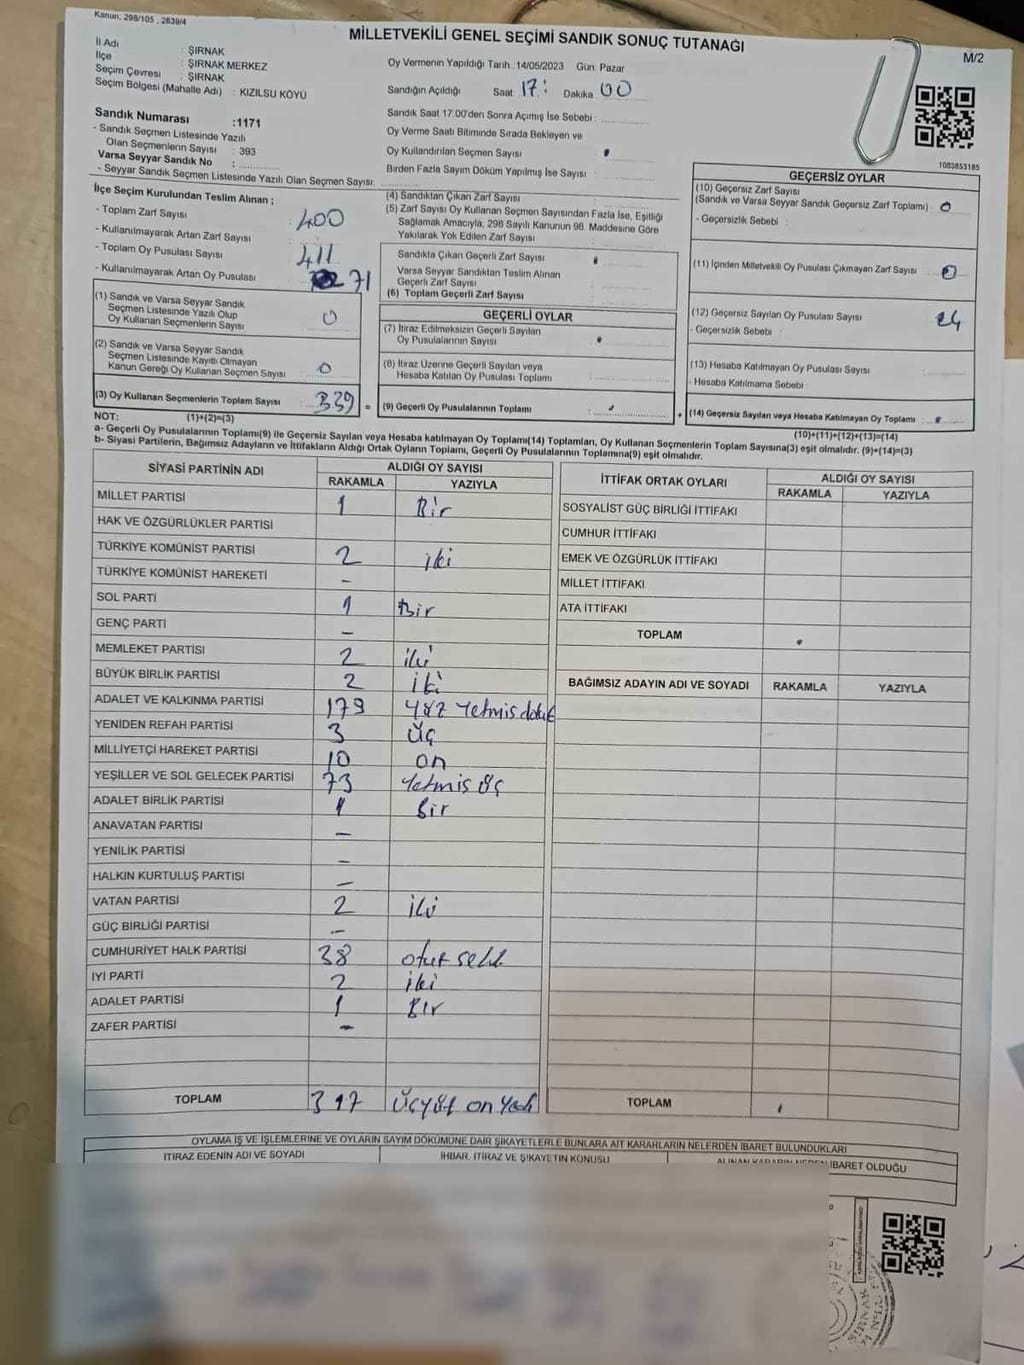 Kanun: 298/105 , 2839/4
MİLLETVEKİLİ GENEL SEÇİMİ SANDIK SONUÇ TUTANAĞI
M/2
İl Adı : ŞIRNAK
İlçe : ŞIRNAK MERKEZ
Seçim Çevresi : ŞIRNAK
Seçim Bölgesi (Mahalle Adı) : KIZILSU KÖYÜ
Oy Vermenin Yapıldığı Tarih :14/05/2023 Gün: Pazar
Sandığın Açıldığı Saat 17: Dakika 00
Sandık Saat 17:00'den Sonra Açımış İse Sebebi :
Sandık Numarası :1171
- Sandık Seçmen Listesinde Yazılı
Olan Seçmenlerin Sayısı : 393
Varsa Seyyar Sandık No :
- Seyyar Sandık Seçmen Listesinde Yazılı Olan Seçmen Sayısı:
Oy Verme Saati Bitiminde Sırada Bekleyen ve
Oy Kullandırılan Seçmen Sayısı
Birden Fazla Sayım Döküm Yapılmış İse Sayısı :
1083853185
İlçe Seçim Kurulundan Teslim Alınan ;
- Toplam Zarf Sayısı : 400
- Kullanılmayarak Artan Zarf Sayısı :
- Toplam Oy Pusulası Sayısı : 411
- Kullanılmayarak Artan Oy Pusulası : 71
(1) Sandık ve Varsa Seyyar Sandık
Seçmen Listesinde Yazılı Olup
Oy Kullanan Seçmenlerin Sayısı : 0
(2) Sandık ve Varsa Seyyar Sandık
Seçmen Listesinde Kayıtlı Olmayan
Kanun Gereği Oy Kullanan Seçmen Sayısı : 0
(3) Oy Kullanan Seçmenlerin Toplam Sayısı : 339 =
(4) Sandıktan Çıkan Zarf Sayısı :
(5) Zarf Sayısı Oy Kullanan Seçmen Sayısından Fazla İse, Eşitliği
Sağlamak Amacıyla, 298 Sayılı Kanunun 98. Maddesine Göre
Yakılarak Yok Edilen Zarf Sayısı :
Sandıkta Çıkan Geçerli Zarf Sayısı :
Varsa Seyyar Sandıktan Teslim Alınan
Geçerli Zarf Sayısı :
(6) Toplam Geçerli Zarf Sayısı :
GEÇERLİ OYLAR
(7) İtiraz Edilmeksizin Geçerli Sayılan
Oy Pusulalarının Sayısı :
(8) İtiraz Üzerine Geçerli Sayılan veya
Hesaba Katılan Oy Pusulası Toplamı :
(9) Geçerli Oy Pusulalarının Toplamı : +
GEÇERSİZ OYLAR
(10) Geçersiz Zarf Sayısı
(Sandık ve Varsa Seyyar Sandık Geçersiz Zarf Toplamı) : 0
- Geçersizlik Sebebi :
(11) İçinden Milletvekili Oy Pusulası Çıkmayan Zarf Sayısı : 0
(12) Geçersiz Sayılan Oy Pusulası Sayısı : 24
- Geçersizlik Sebebi :
(13) Hesaba Katılmayan Oy Pusulası Sayısı :
- Hesaba Katılmama Sebebi :
(14) Geçersiz Sayılan veya Hesaba Katılmayan Oy Toplamı :
NOT: (1)+(2)=(3)
(10)+(11)+(12)+(13)=(14)
a- Geçerli Oy Pusulalarının Toplamı(9) ile Geçersiz Sayılan veya Hesaba katılmayan Oy Toplamı(14) Toplamları, Oy Kullanan Seçmenlerin Toplam Sayısına(3) eşit olmalıdır. (9)+(14)=(3)
b- Siyasi Partilerin, Bağımsız Adayların ve İttifakların Aldığı Ortak Oyların Toplamı, Geçerli Oy Pusulalarının Toplamına(9) eşit olmalıdır.
SİYASİ PARTİNİN ADI ALDIĞI OY SAYISI
RAKAMLA YAZIYLA
MİLLET PARTİSİ 1 Bir
HAK VE ÖZGÜRLÜKLER PARTİSİ
TÜRKİYE KOMÜNİST PARTİSİ 2 iki
TÜRKİYE KOMÜNİST HAREKETİ -
SOL PARTİ 1 Bir
GENÇ PARTİ -
MEMLEKET PARTİSİ 2 iki
BÜYÜK BİRLİK PARTİSİ 2 iki
ADALET VE KALKINMA PARTİSİ 179 yüz Yetmis dokuz
YENİDEN REFAH PARTİSİ 3 üç
MİLLİYETÇİ HAREKET PARTİSİ 10 on
YEŞİLLER VE SOL GELECEK PARTİSİ 73 Yetmis üç
ADALET BİRLİK PARTİSİ 1 Bir
ANAVATAN PARTİSİ -
YENİLİK PARTİSİ -
HALKIN KURTULUŞ PARTİSİ -
VATAN PARTİSİ 2 iki
GÜÇ BİRLİĞİ PARTİSİ -
CUMHURİYET HALK PARTİSİ 38 otuz sekiz
İYİ PARTİ 2 iki
ADALET PARTİSİ 1 Bir
ZAFER PARTİSİ -
TOPLAM 317 Üçyüz on Yedi
İTTİFAK ORTAK OYLARI ALDIĞI OY SAYISI
RAKAMLA YAZIYLA
SOSYALİST GÜÇ BİRLİĞİ İTTİFAKI
CUMHUR İTTİFAKI
EMEK VE ÖZGÜRLÜK İTTİFAKI
MİLLET İTTİFAKI
ATA İTTİFAKI
TOPLAM
BAĞIMSIZ ADAYIN ADI VE SOYADI RAKAMLA YAZIYLA
TOPLAM
OYLAMA İŞ VE İŞLEMLERİNE VE OYLARIN SAYIM DÖKÜMÜNE DAİR ŞİKAYETLERLE BUNLARA AİT KARARLARIN NELERDEN İBARET BULUNDUKLARI
İTİRAZ EDENİN ADI VE SOYADI İHBAR, İTİRAZ VE ŞİKAYETİN KONUSU ALINAN KARARIN NEDEN İBARET OLDUĞU
ŞIRNAK